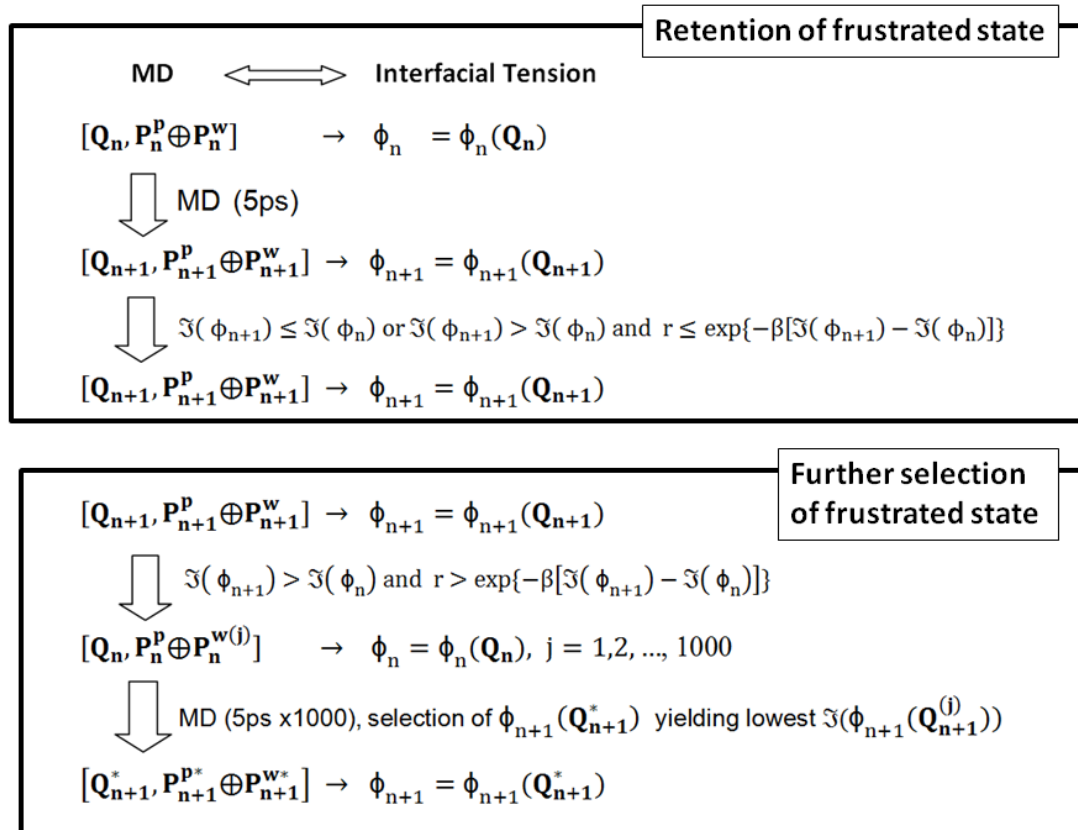 Retention of frustrated state
MD ⟺ Interfacial Tension
[Qₙ, Pₙᵖ⊕Pₙʷ] → ϕₙ = ϕₙ(Qₙ)
MD (5ps)
[Qₙ₊₁, Pₙ₊₁ᵖ⊕Pₙ₊₁ʷ] → ϕₙ₊₁ = ϕₙ₊₁(Qₙ₊₁)
ℑ( ϕₙ₊₁) ≤ ℑ( ϕₙ) or ℑ( ϕₙ₊₁) > ℑ( ϕₙ) and r ≤ exp{−β[ℑ( ϕₙ₊₁) − ℑ( ϕₙ)]}
[Qₙ₊₁, Pₙ₊₁ᵖ⊕Pₙ₊₁ʷ] → ϕₙ₊₁ = ϕₙ₊₁(Qₙ₊₁)
Further selection
of frustrated state
[Qₙ₊₁, Pₙ₊₁ᵖ⊕Pₙ₊₁ʷ] → ϕₙ₊₁ = ϕₙ₊₁(Qₙ₊₁)
ℑ( ϕₙ₊₁) > ℑ( ϕₙ) and r > exp{−β[ℑ( ϕₙ₊₁) − ℑ( ϕₙ)]}
[Qₙ, Pₙᵖ⊕Pₙʷ⁽ʲ⁾] → ϕₙ = ϕₙ(Qₙ), j = 1,2, …, 1000
MD (5ps x1000), selection of ϕₙ₊₁(Q*ₙ₊₁) yielding lowest ℑ(ϕₙ₊₁(Qₙ₊₁⁽ʲ⁾))
[Q*ₙ₊₁, Pₙ₊₁ᵖ*⊕Pₙ₊₁ʷ*] → ϕₙ₊₁ = ϕₙ₊₁(Q*ₙ₊₁)